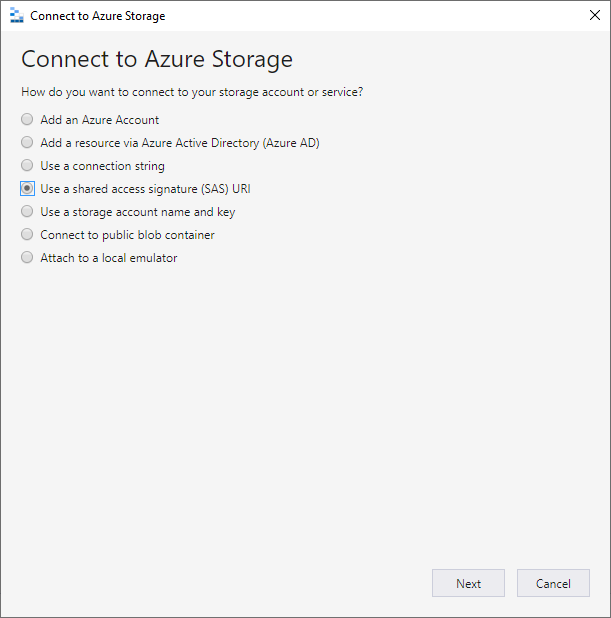 Connect to Azure Storage
Connect to Azure Storage
How do you want to connect to your storage account or service?
Add an Azure Account
Add a resource via Azure Active Directory (Azure AD)
Use a connection string
Use a shared access signature (SAS) URI
Use a storage account name and key
Connect to public blob container
Attach to a local emulator
Next Cancel